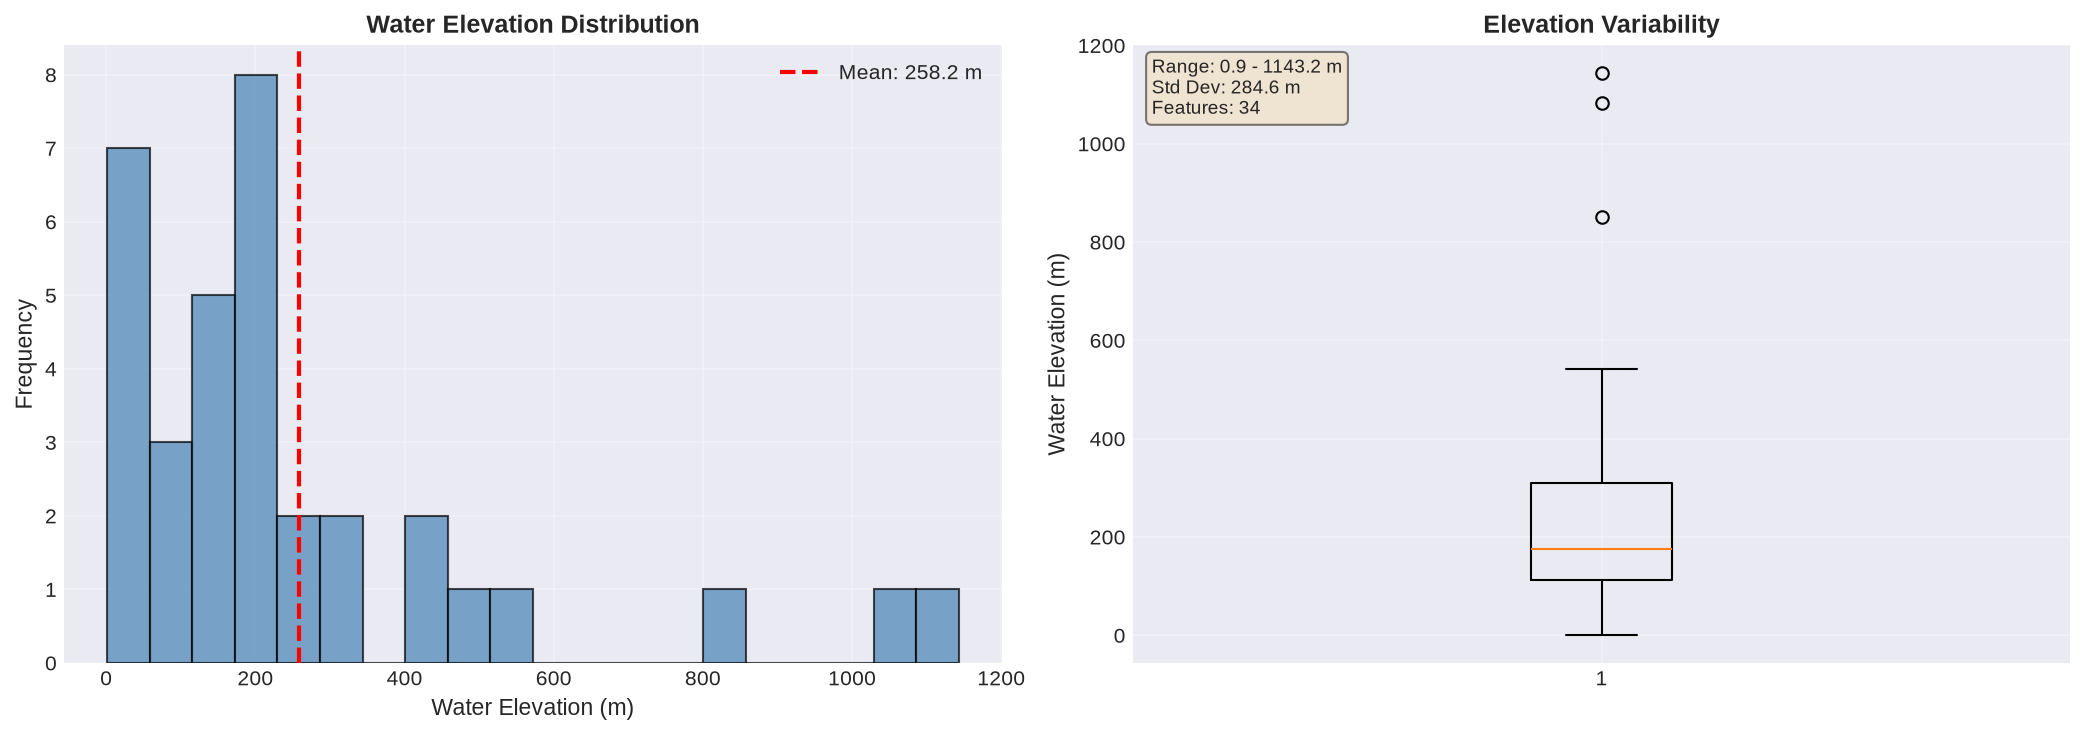 Water Elevation Distribution
Mean: 258.2 m
Frequency
8
7
6
5
4
3
2
1
0
0 200 400 600 800 1000 1200
Water Elevation (m)
Elevation Variability
Range: 0.9 - 1143.2 m
Std Dev: 284.6 m
Features: 34
Water Elevation (m)
1200
1000
800
600
400
200
0
1